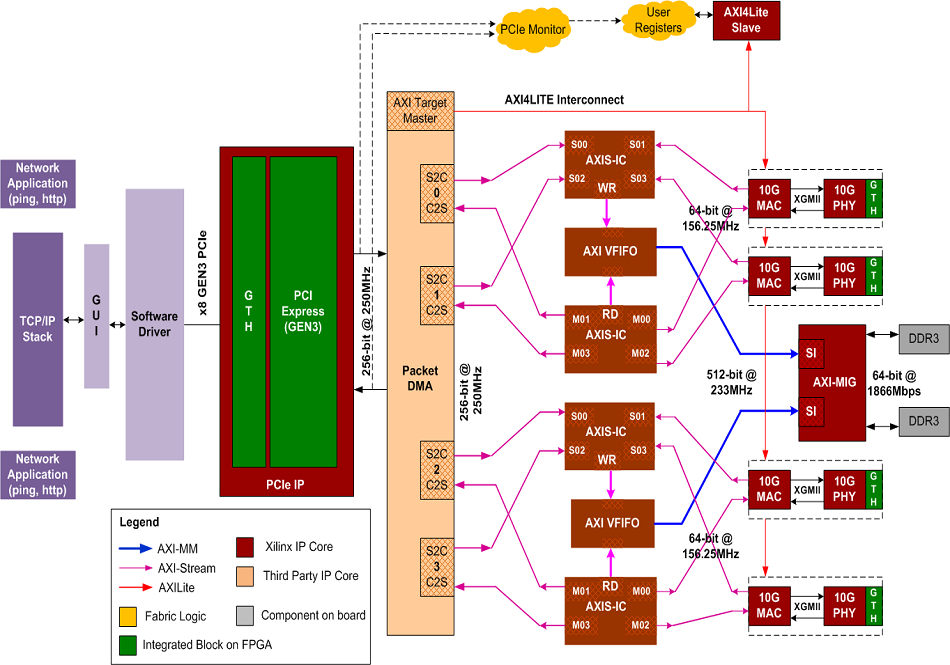 PCIe Monitor
User
Registers
AXI4Lite
Slave
AXI Target
Master
AXI4LITE Interconnect
Network
Application
(ping, http)
TCP/IP
Stack
Network
Application
(ping, http)
G
U
I
Software
Driver
x8 GEN3 PCIe
G
T
H
PCI
Express
(GEN3)
PCIe IP
256-bit @ 250MHz
Packet
DMA
256-bit @
250MHz
S2C
0
C2S
S2C
1
C2S
S2C
2
C2S
S2C
3
C2S
S00
S01
AXIS-IC
S02
S03
WR
AXI VFIFO
M01
RD
M00
AXIS-IC
M03
M02
S00
S01
AXIS-IC
S02
S03
WR
AXI VFIFO
M01
RD
M00
AXIS-IC
M03
M02
64-bit @
156.25MHz
10G
MAC
XGMII
10G
PHY
G
T
H
10G
MAC
XGMII
10G
PHY
G
T
H
512-bit @
233MHz
SI
AXI-MIG
SI
64-bit @
1866Mbps
DDR3
DDR3
64-bit @
156.25MHz
10G
MAC
XGMII
10G
PHY
G
T
H
10G
MAC
XGMII
10G
PHY
G
T
H
Legend
AXI-MM
AXI-Stream
AXILite
Fabric Logic
Integrated Block on FPGA
Xilinx IP Core
Third Party IP Core
Component on board